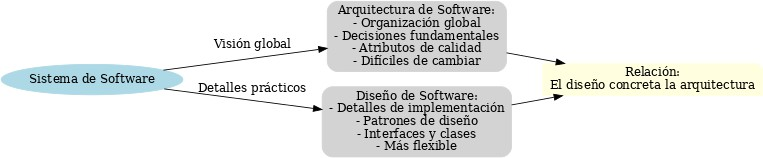 Sistema de Software
Visión global
Detalles prácticos
Arquitectura de Software:
- Organización global
- Decisiones fundamentales
- Atributos de calidad
- Difíciles de cambiar
Diseño de Software:
- Detalles de implementación
- Patrones de diseño
- Interfaces y clases
- Más flexible
Relación:
El diseño concreta la arquitectura